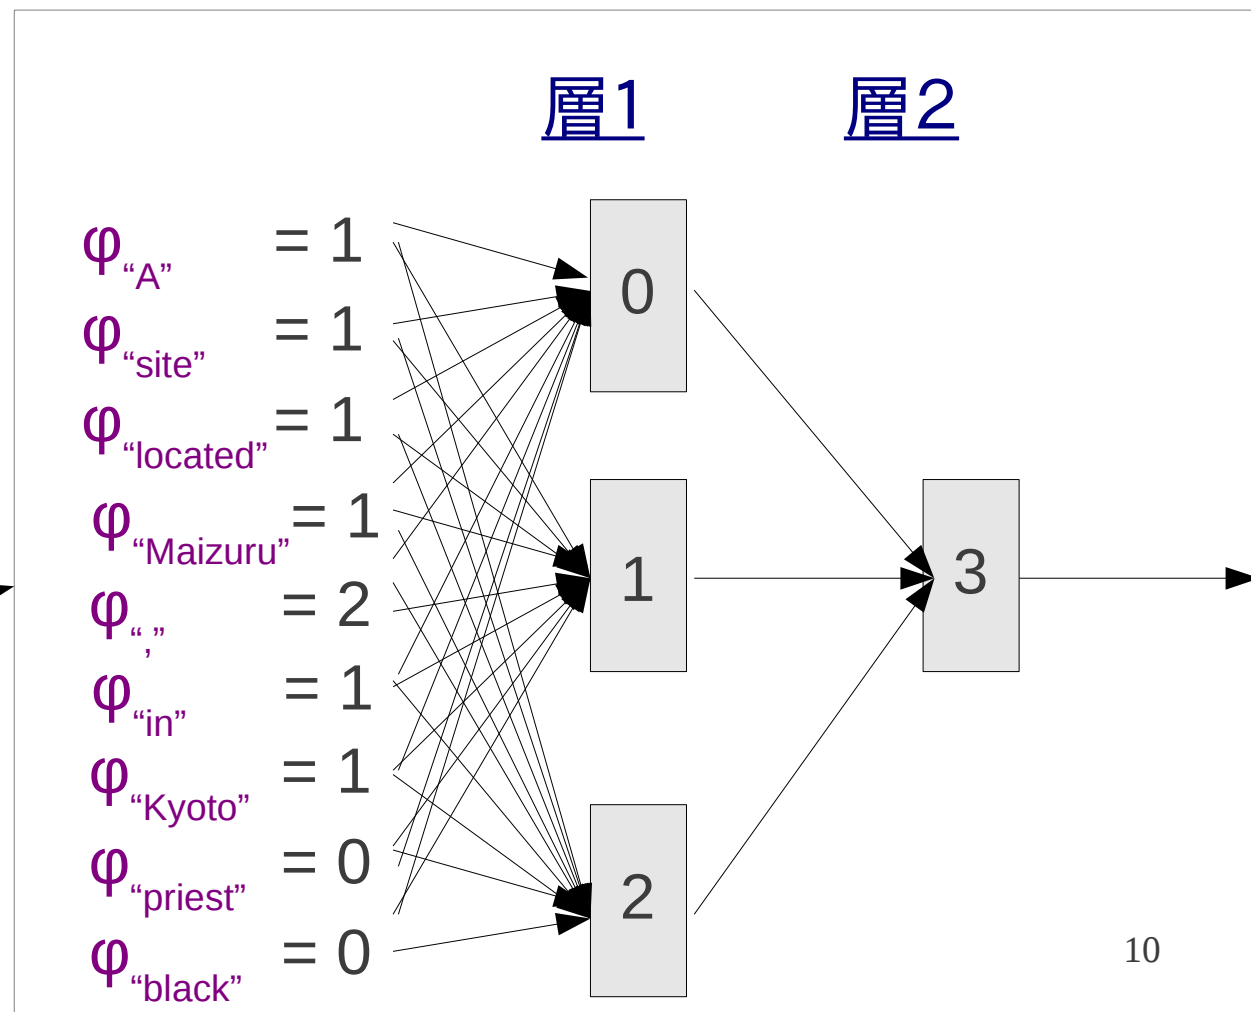 層1 層2
φ“A” = 1
φ“site” = 1
φ“located” = 1
φ“Maizuru” = 1
φ“,” = 2
φ“in” = 1
φ“Kyoto” = 1
φ“priest” = 0
φ“black” = 0
0
1
2
3
10